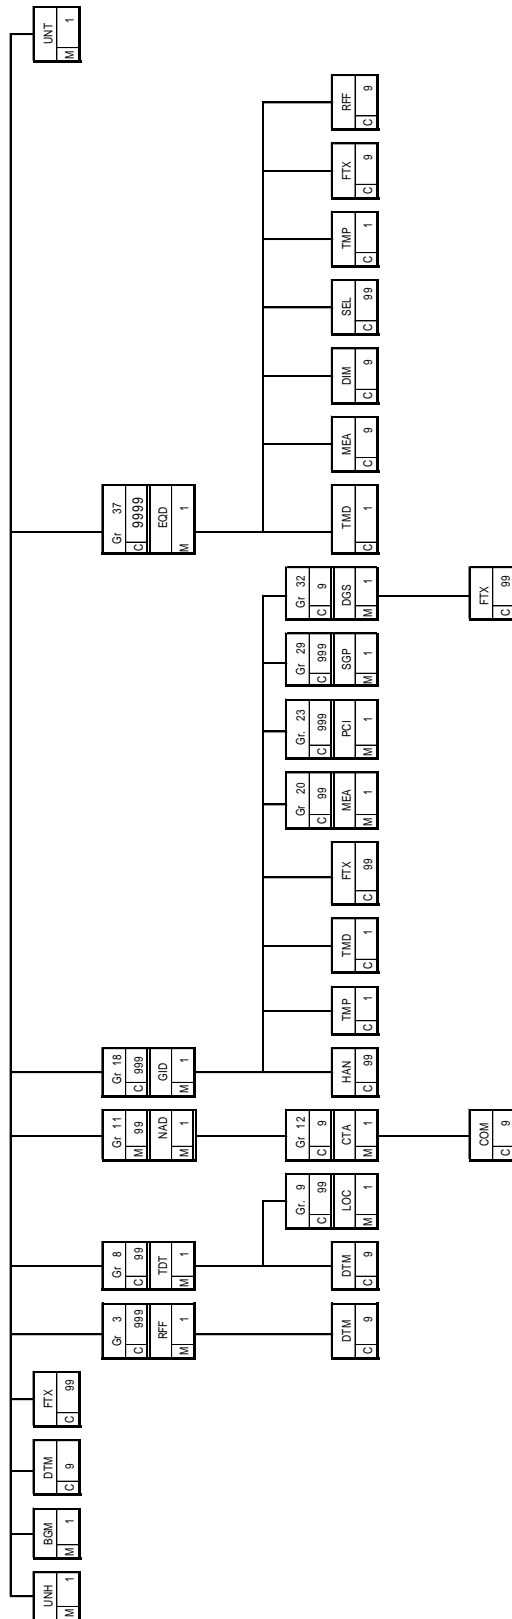 UNH
M 1
BGM
M 1
DTM
C 9
FTX
C 99
Gr 3
C 999
RFF
M 1
DTM
C 9
Gr 8
C 99
TDT
M 1
DTM
C 9
Gr. 9
C 99
LOC
M 1
Gr 11
M 99
NAD
M 1
Gr 12
C 9
CTA
M 1
COM
C 9
Gr 18
C 999
GID
M 1
HAN
C 99
TMP
C 1
TMD
C 1
FTX
C 99
Gr 20
C 99
MEA
M 1
Gr. 23
C 999
PCI
M 1
Gr 29
C 999
SGP
M 1
Gr 32
C 9
DGS
M 1
FTX
C 99
Gr 37
C 9999
EQD
M 1
TMD
C 1
MEA
C 9
DIM
C 9
SEL
C 99
TMP
C 1
FTX
C 9
RFF
C 9
UNT
M 1